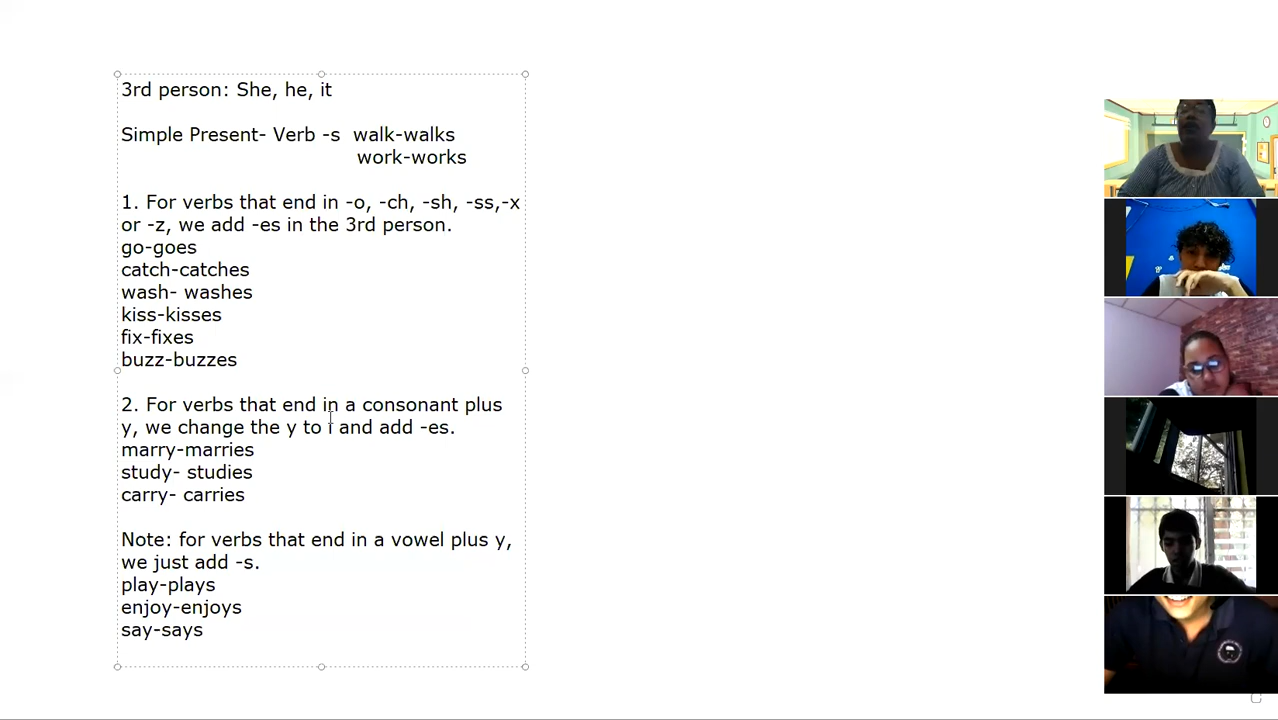 3rd person: She, he, it
Simple Present- Verb -s  walk-walks
work-works
1. For verbs that end in -o, -ch, -sh, -ss,-x
or -z, we add -es in the 3rd person.
go-goes
catch-catches
wash- washes
kiss-kisses
fix-fixes
buzz-buzzes
2. For verbs that end in a consonant plus
y, we change the y to i and add -es.
marry-marries
study- studies
carry- carries
Note: for verbs that end in a vowel plus y,
we just add -s.
play-plays
enjoy-enjoys
say-says